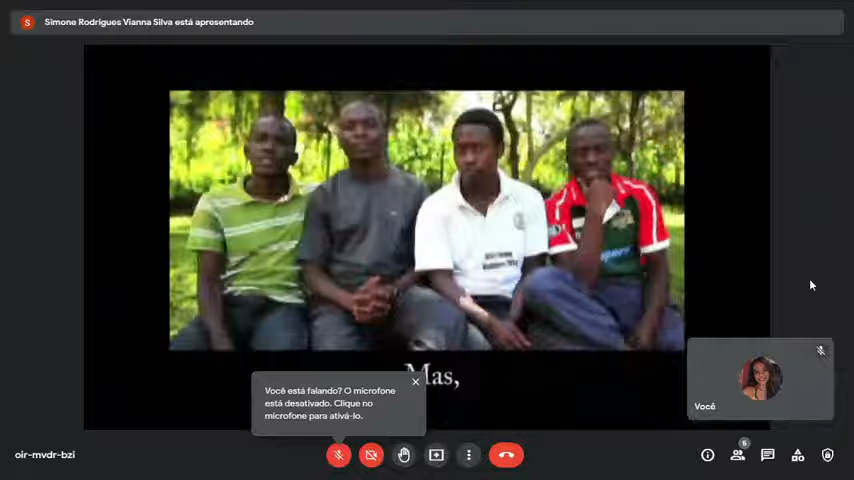 S
Simone Rodrigues Vianna Silva está apresentando
Mas,
Você está falando? O microfone
está desativado. Clique no
microfone para ativá-lo.
Você
oir-mvdr-bzi
5